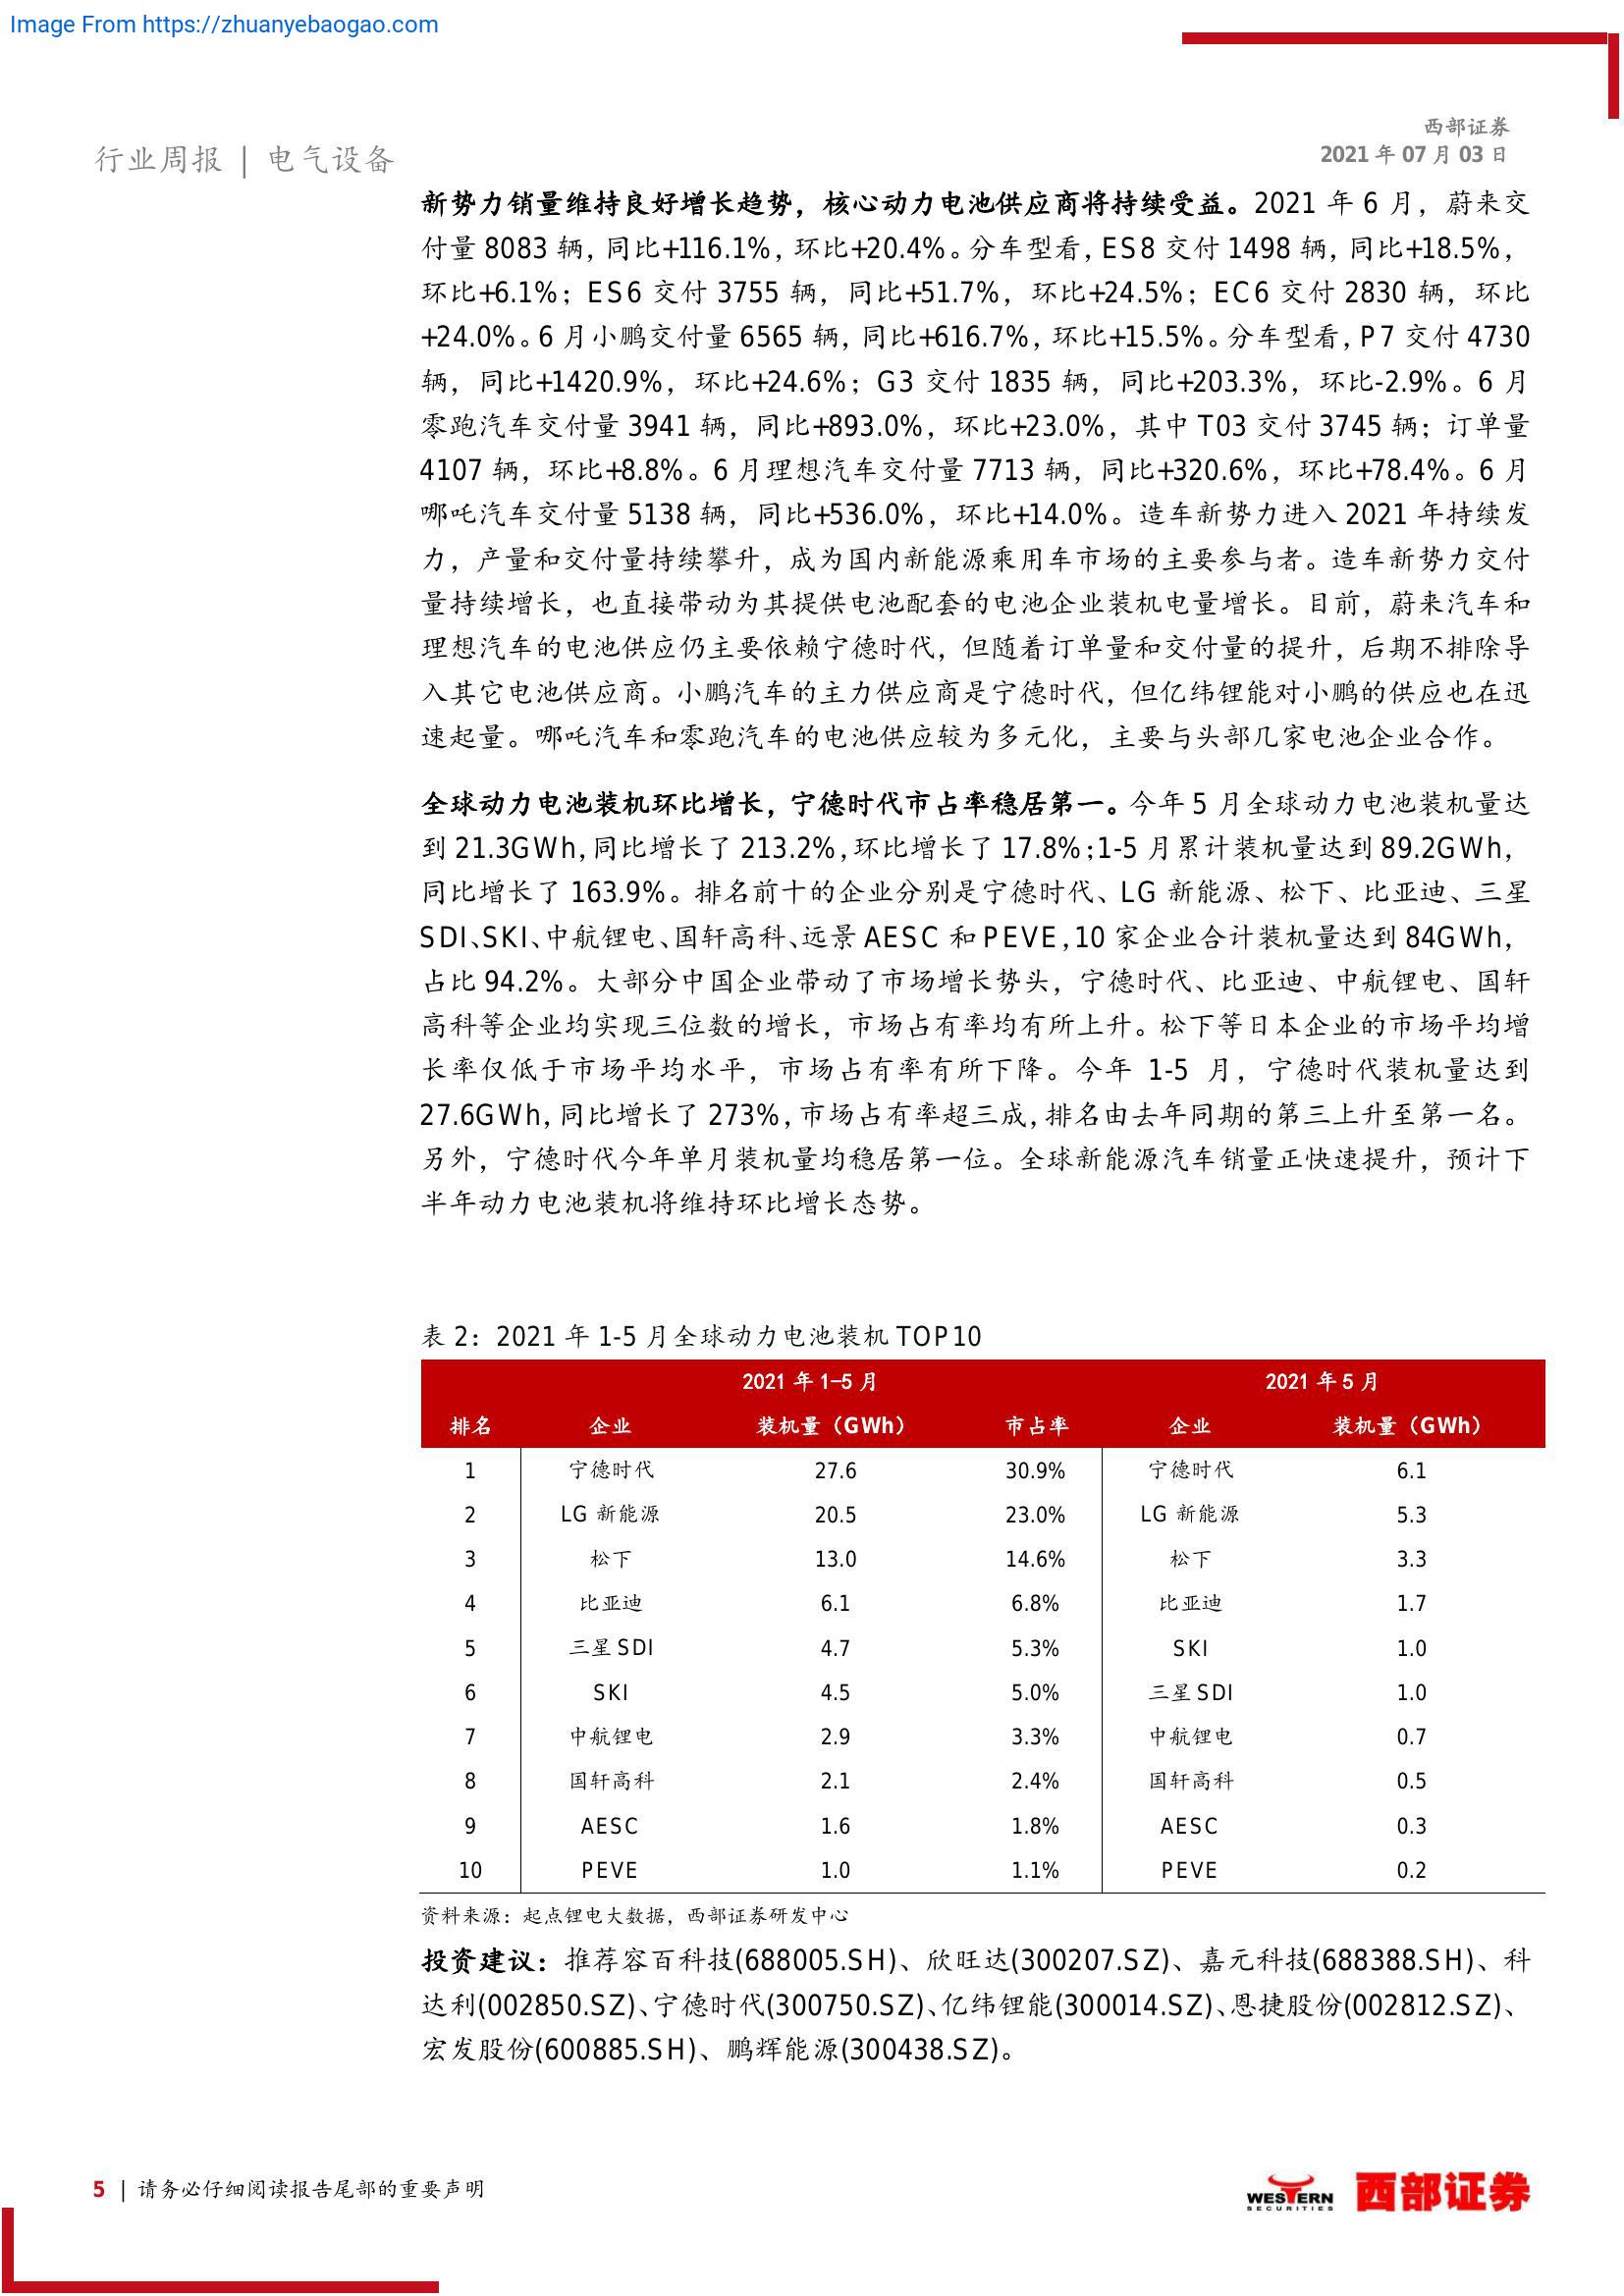 Image From https://zhuanyebaogao.com
西部证券
2021 年 07 月 03 日
行业周报 | 电气设备
新势力销量维持良好增长趋势，核心动力电池供应商将持续受益。2021 年 6 月，蔚来交
付量 8083 辆，同比+116.1%，环比+20.4%。分车型看，ES8 交付 1498 辆，同比+18.5%，
环比+6.1%；ES6 交付 3755 辆，同比+51.7%，环比+24.5%；EC6 交付 2830 辆，环比
+24.0%。6 月小鹏交付量 6565 辆，同比+616.7%，环比+15.5%。分车型看，P7 交付 4730
辆，同比+1420.9%，环比+24.6%；G3 交付 1835 辆，同比+203.3%，环比-2.9%。6 月
零跑汽车交付量 3941 辆，同比+893.0%，环比+23.0%，其中 T03 交付 3745 辆；订单量
4107 辆，环比+8.8%。6 月理想汽车交付量 7713 辆，同比+320.6%，环比+78.4%。6 月
哪吒汽车交付量 5138 辆，同比+536.0%，环比+14.0%。造车新势力进入 2021 年持续发
力，产量和交付量持续攀升，成为国内新能源乘用车市场的主要参与者。造车新势力交付
量持续增长，也直接带动为其提供电池配套的电池企业装机电量增长。目前，蔚来汽车和
理想汽车的电池供应仍主要依赖宁德时代，但随着订单量和交付量的提升，后期不排除导
入其它电池供应商。小鹏汽车的主力供应商是宁德时代，但亿纬锂能对小鹏的供应也在迅
速起量。哪吒汽车和零跑汽车的电池供应较为多元化，主要与头部几家电池企业合作。
全球动力电池装机环比增长，宁德时代市占率稳居第一。今年 5 月全球动力电池装机量达
到 21.3GWh，同比增长了 213.2%，环比增长了 17.8%；1-5 月累计装机量达到 89.2GWh，
同比增长了 163.9%。排名前十的企业分别是宁德时代、LG 新能源、松下、比亚迪、三星
SDI、SKI、中航锂电、国轩高科、远景 AESC 和 PEVE，10 家企业合计装机量达到 84GWh，
占比 94.2%。大部分中国企业带动了市场增长势头，宁德时代、比亚迪、中航锂电、国轩
高科等企业均实现三位数的增长，市场占有率均有所上升。松下等日本企业的市场平均增
长率仅低于市场平均水平，市场占有率有所下降。今年 1-5 月，宁德时代装机量达到
27.6GWh，同比增长了 273%，市场占有率超三成，排名由去年同期的第三上升至第一名。
另外，宁德时代今年单月装机量均稳居第一位。全球新能源汽车销量正快速提升，预计下
半年动力电池装机将维持环比增长态势。
表 2：2021 年 1-5 月全球动力电池装机 TOP10
2021 年 1-5 月 2021 年 5 月
排名 企业 装机量（GWh） 市占率 企业 装机量（GWh）
1 宁德时代 27.6 30.9% 宁德时代 6.1
2 LG 新能源 20.5 23.0% LG 新能源 5.3
3 松下 13.0 14.6% 松下 3.3
4 比亚迪 6.1 6.8% 比亚迪 1.7
5 三星 SDI 4.7 5.3% SKI 1.0
6 SKI 4.5 5.0% 三星 SDI 1.0
7 中航锂电 2.9 3.3% 中航锂电 0.7
8 国轩高科 2.1 2.4% 国轩高科 0.5
9 AESC 1.6 1.8% AESC 0.3
10 PEVE 1.0 1.1% PEVE 0.2
资料来源：起点锂电大数据，西部证券研发中心
投资建议：推荐容百科技(688005.SH)、欣旺达(300207.SZ)、嘉元科技(688388.SH)、科
达利(002850.SZ)、宁德时代(300750.SZ)、亿纬锂能(300014.SZ)、恩捷股份(002812.SZ)、
宏发股份(600885.SH)、鹏辉能源(300438.SZ)。
5 | 请务必仔细阅读报告尾部的重要声明
WESTERN
SECURITIES
西部证券